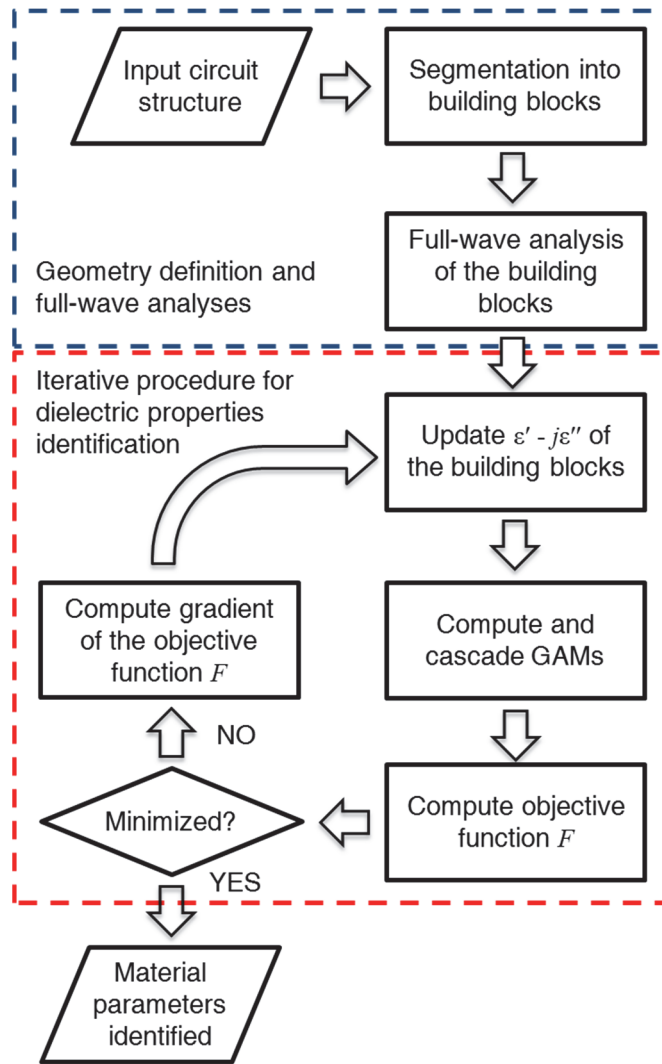 Input circuit
structure
Segmentation into
building blocks
Full-wave analysis
of the building
blocks
Geometry definition and
full-wave analyses
Iterative procedure for
dielectric properties
identification
Update ε′ - jε″ of
the building blocks
Compute and
cascade GAMs
Compute gradient
of the objective
function F
NO
Compute objective
function F
Minimized?
YES
Material
parameters
identified